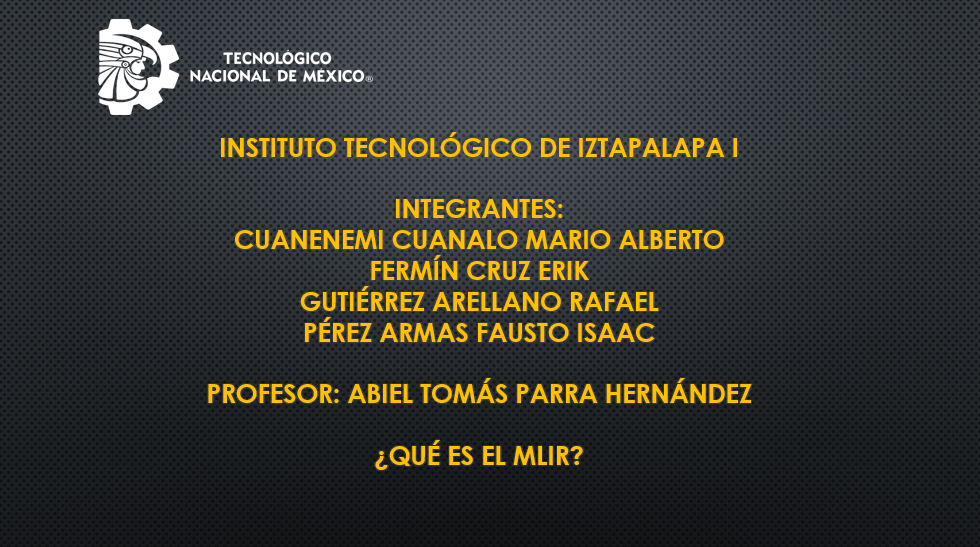 TECNOLÓGICO
NACIONAL DE MÉXICO®
INSTITUTO TECNOLÓGICO DE IZTAPALAPA I
INTEGRANTES:
CUANENEMI CUANALO MARIO ALBERTO
FERMÍN CRUZ ERIK
GUTIÉRREZ ARELLANO RAFAEL
PÉREZ ARMAS FAUSTO ISAAC
PROFESOR: ABIEL TOMÁS PARRA HERNÁNDEZ
¿QUÉ ES EL MLIR?